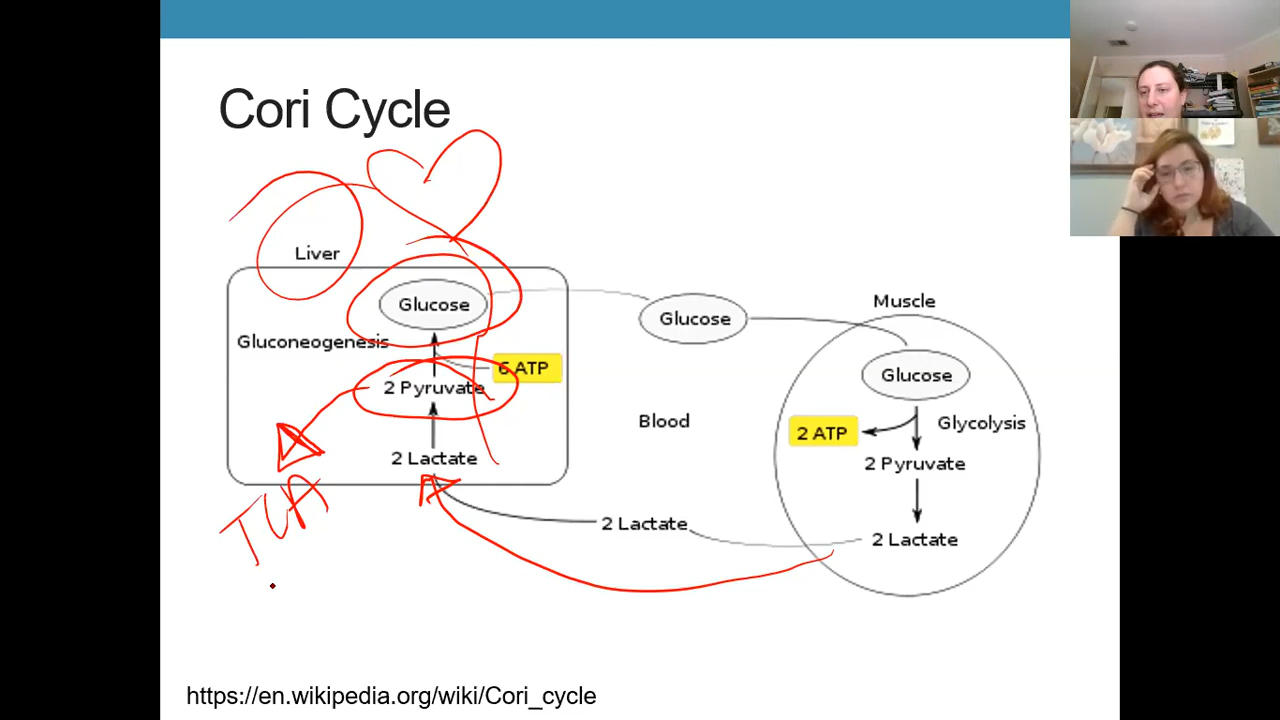 Cori Cycle
Liver
Glucose
Gluconeogenesis
6 ATP
2 Pyruvate
2 Lactate
TCA
Glucose
Blood
2 Lactate
Muscle
Glucose
Glycolysis
2 ATP
2 Pyruvate
2 Lactate
https://en.wikipedia.org/wiki/Cori_cycle